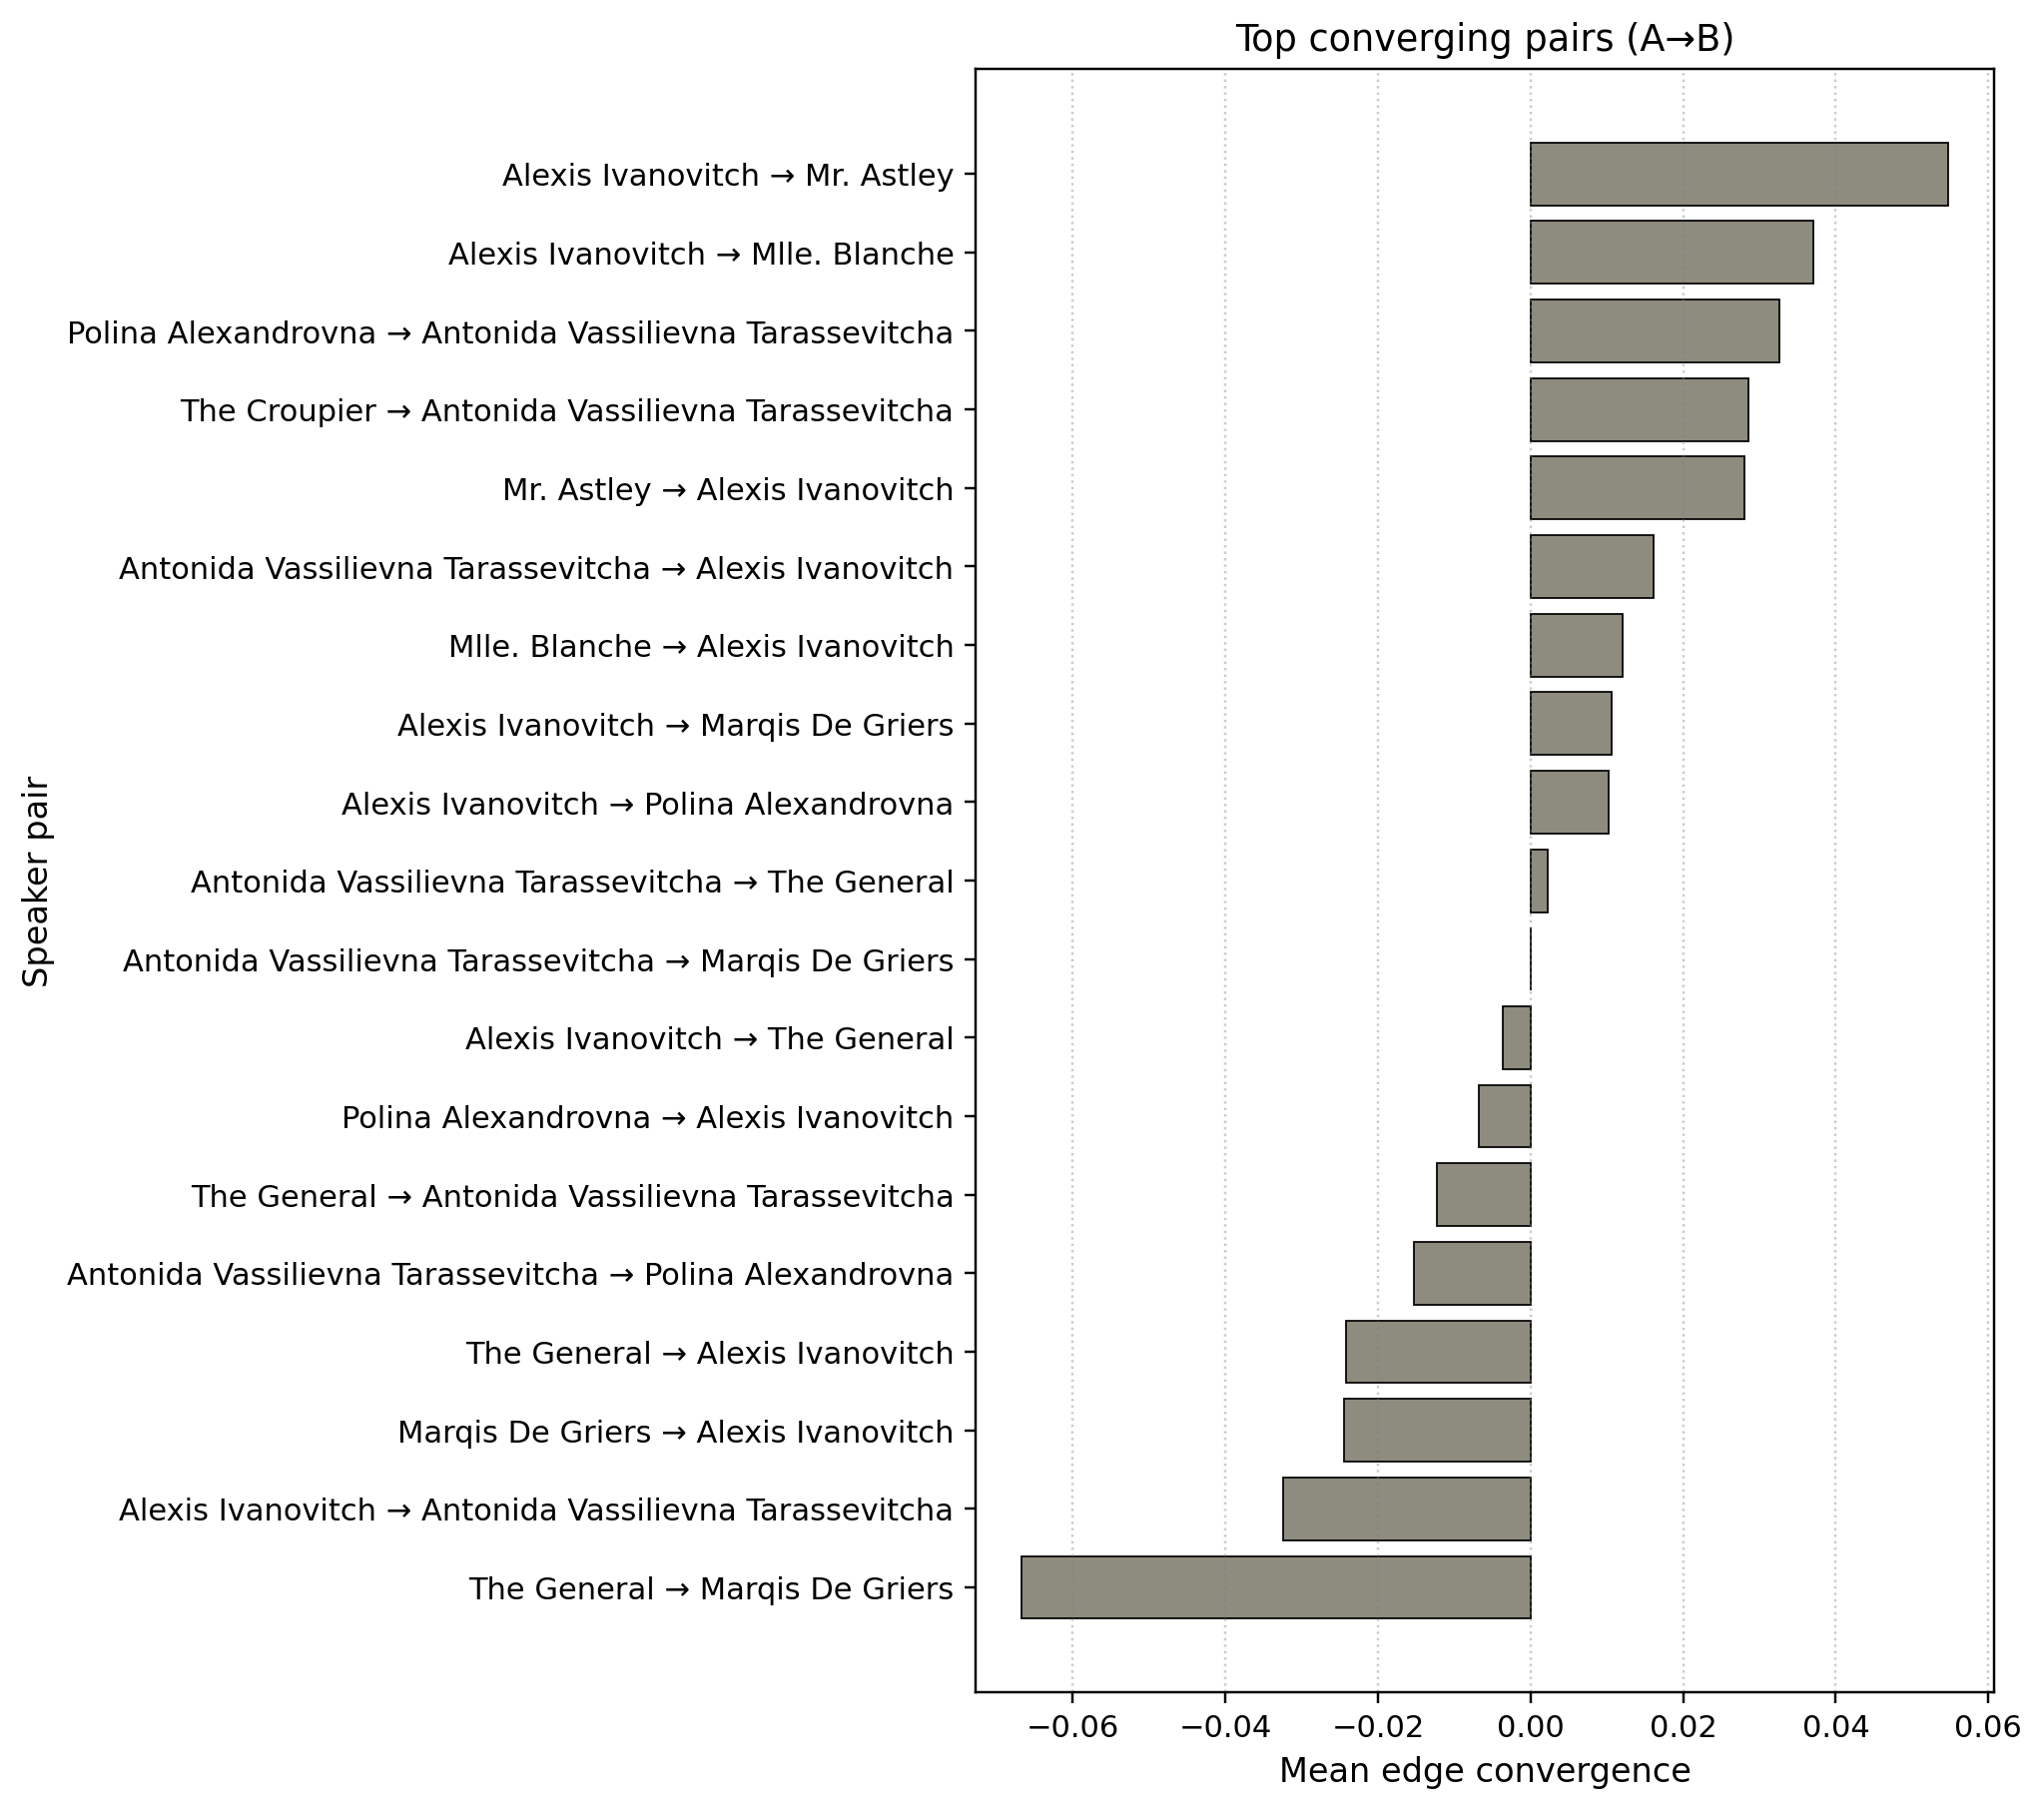 Top converging pairs (A→B)
Alexis Ivanovitch → Mr. Astley
Alexis Ivanovitch → Mlle. Blanche
Polina Alexandrovna → Antonida Vassilievna Tarassevitcha
The Croupier → Antonida Vassilievna Tarassevitcha
Mr. Astley → Alexis Ivanovitch
Antonida Vassilievna Tarassevitcha → Alexis Ivanovitch
Mlle. Blanche → Alexis Ivanovitch
Alexis Ivanovitch → Marqis De Griers
Alexis Ivanovitch → Polina Alexandrovna
Antonida Vassilievna Tarassevitcha → The General
Antonida Vassilievna Tarassevitcha → Marqis De Griers
Alexis Ivanovitch → The General
Polina Alexandrovna → Alexis Ivanovitch
The General → Antonida Vassilievna Tarassevitcha
Antonida Vassilievna Tarassevitcha → Polina Alexandrovna
The General → Alexis Ivanovitch
Marqis De Griers → Alexis Ivanovitch
Alexis Ivanovitch → Antonida Vassilievna Tarassevitcha
The General → Marqis De Griers
Speaker pair
−0.06 −0.04 −0.02 0.00 0.02 0.04 0.06
Mean edge convergence